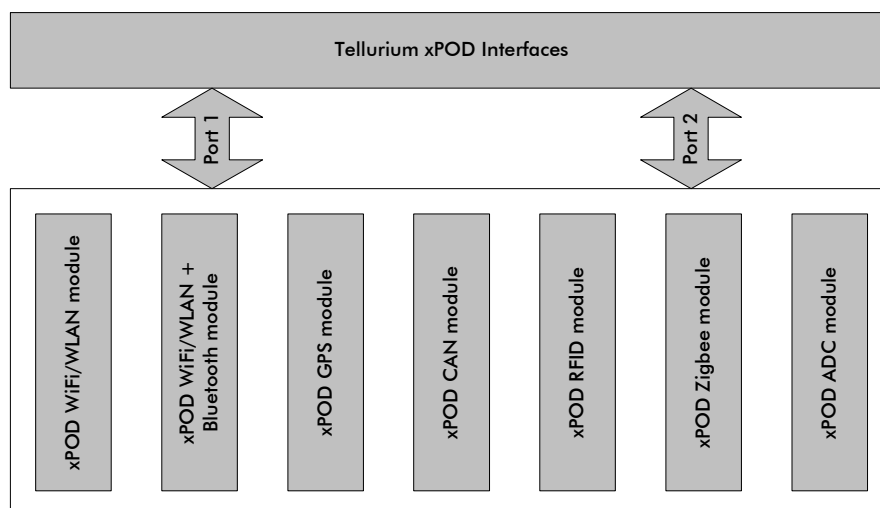 Tellurium xPOD Interfaces
Port 1
Port 2
xPOD WiFi/WLAN module
xPOD WiFi/WLAN +
Bluetooth module
xPOD GPS module
xPOD CAN module
xPOD RFID module
xPOD Zigbee module
xPOD ADC module